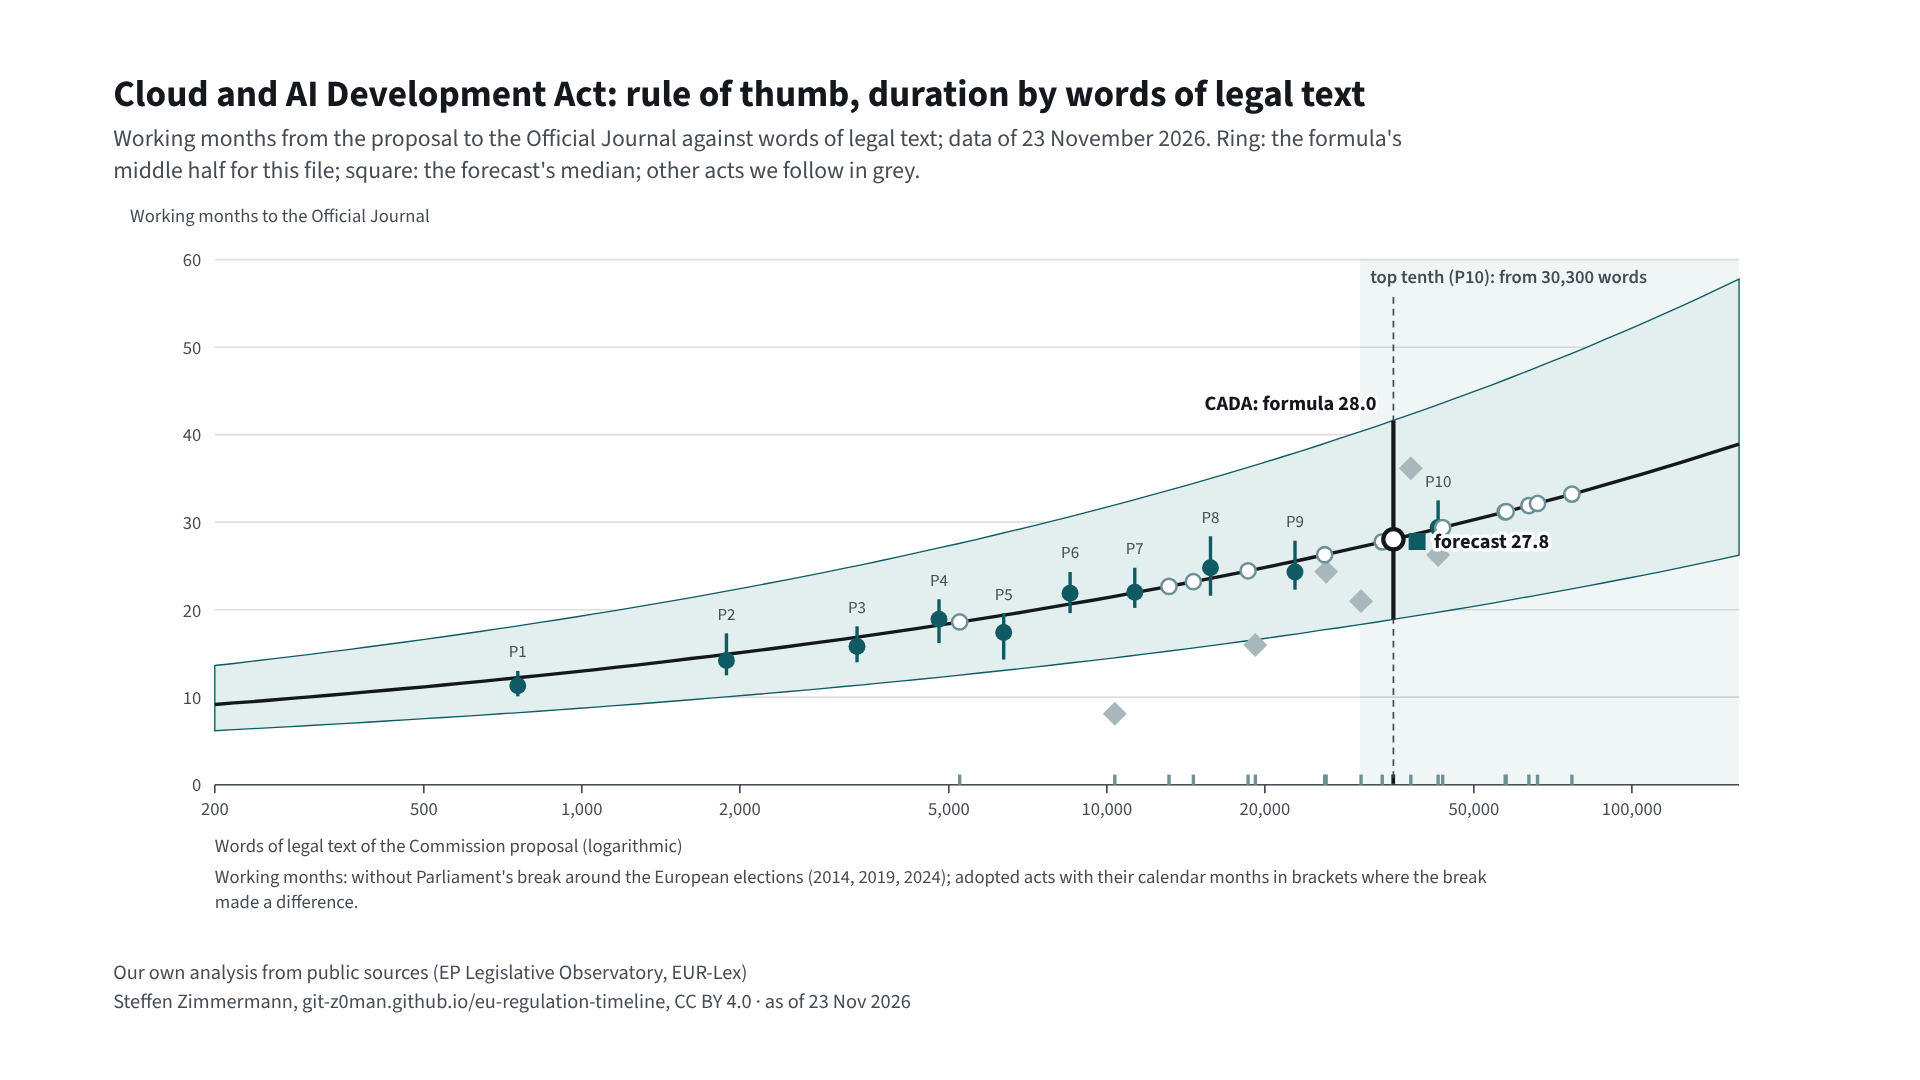 Cloud and AI Development Act: rule of thumb, duration by words of legal text
Working months from the proposal to the Official Journal against words of legal text; data of 23 November 2026. Ring: the formula's
middle half for this file; square: the forecast's median; other acts we follow in grey.
Working months to the Official Journal
60
top tenth (P10): from 30,300 words
50
CADA: formula 28.0
40
P10
30
P8
P9
forecast 27.8
P7
P6
P4
P5
20
P3
P2
P1
10
0
200
500
1,000
2,000
5,000
10,000
20,000
50,000
100,000
Words of legal text of the Commission proposal (logarithmic)
Working months: without Parliament's break around the European elections (2014, 2019, 2024); adopted acts with their calendar months in brackets where the break
made a difference.
Our own analysis from public sources (EP Legislative Observatory, EUR-Lex)
Steffen Zimmermann, git-z0man.github.io/eu-regulation-timeline, CC BY 4.0 · as of 23 Nov 2026